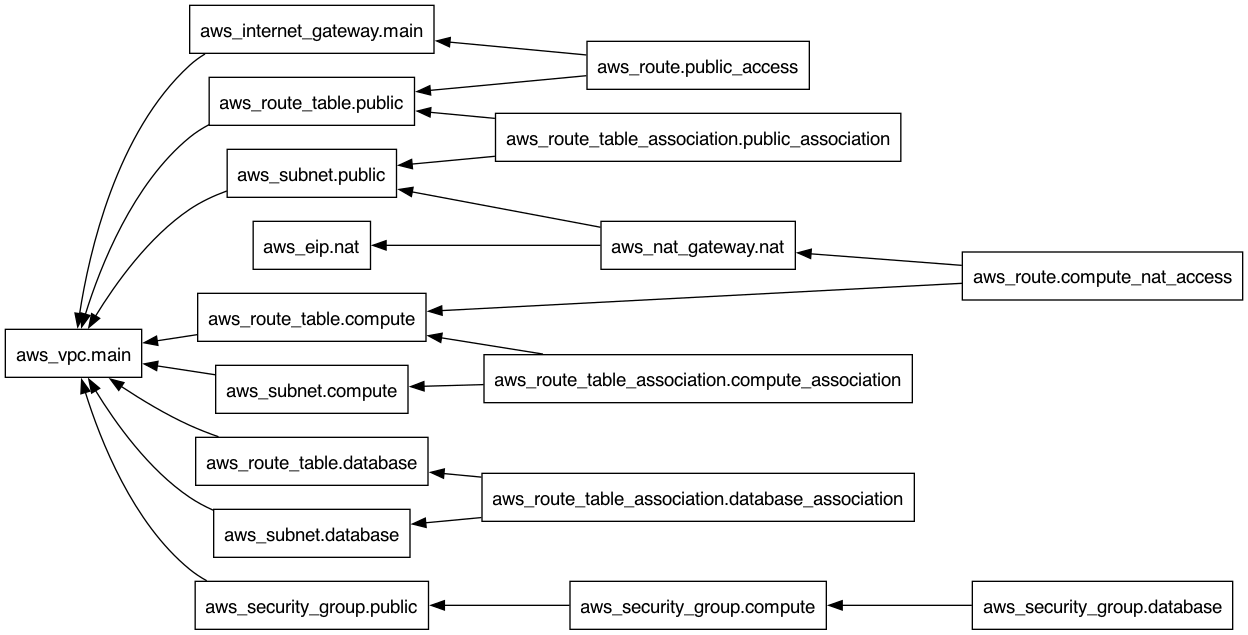 aws_internet_gateway.main
aws_route.public_access
aws_route_table.public
aws_route_table_association.public_association
aws_subnet.public
aws_eip.nat
aws_nat_gateway.nat
aws_route.compute_nat_access
aws_route_table.compute
aws_vpc.main
aws_route_table_association.compute_association
aws_subnet.compute
aws_route_table.database
aws_route_table_association.database_association
aws_subnet.database
aws_security_group.public
aws_security_group.compute
aws_security_group.database